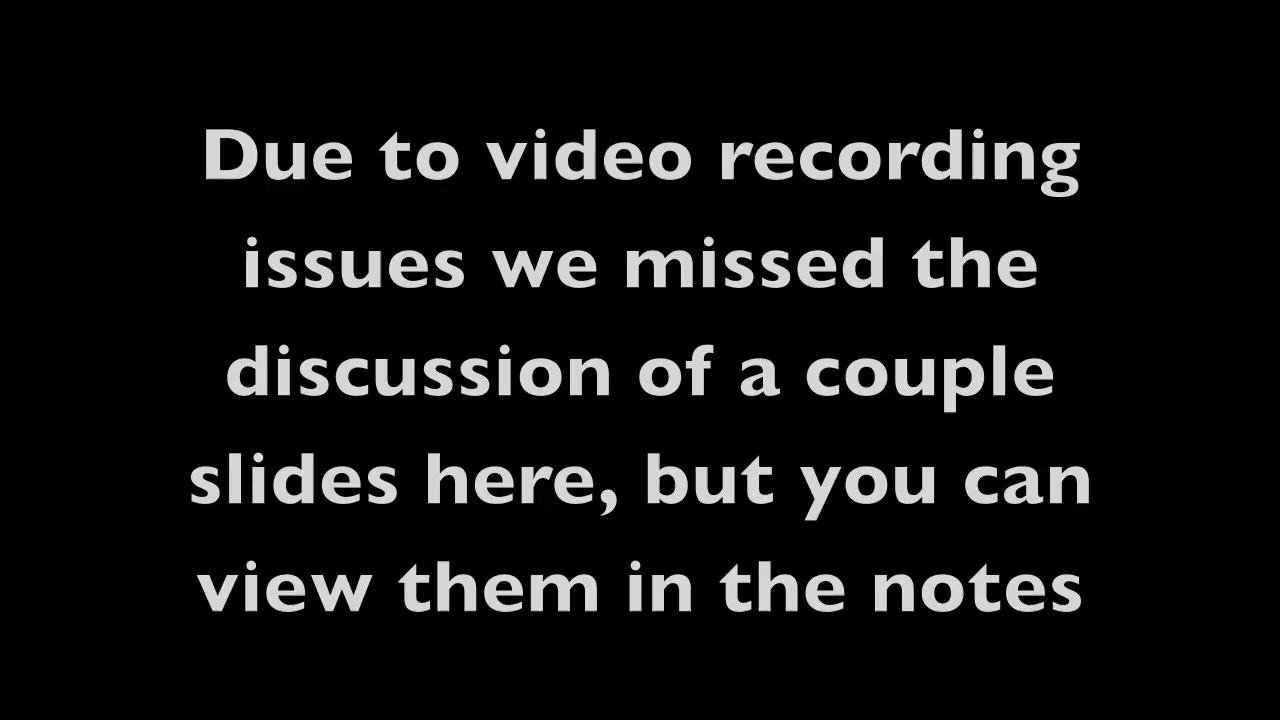 Due to video recording
issues we missed the
discussion of a couple
slides here, but you can
view them in the notes